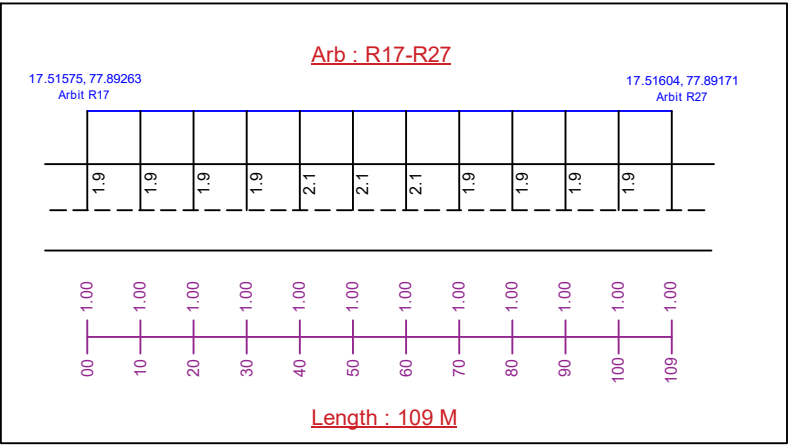 Arb : R17-R27
17.51575, 77.89263
Arbit R17
17.51604, 77.89171
Arbit R27
1.9 1.9 1.9 1.9 2.1 2.1 2.1 1.9 1.9 1.9 1.9
1.00 1.00 1.00 1.00 1.00 1.00 1.00 1.00 1.00 1.00 1.00 1.00
00 10 20 30 40 50 60 70 80 90 100 109
Length : 109 M